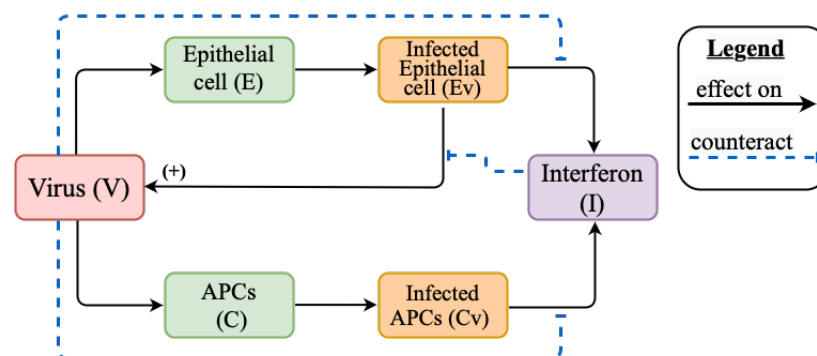 Epithelial
cell (E)
Infected
Epithelial
cell (Ev)
Legend
effect on
counteract
(+)
Virus (V)
Interferon
(I)
APCs
(C)
Infected
APCs (Cv)